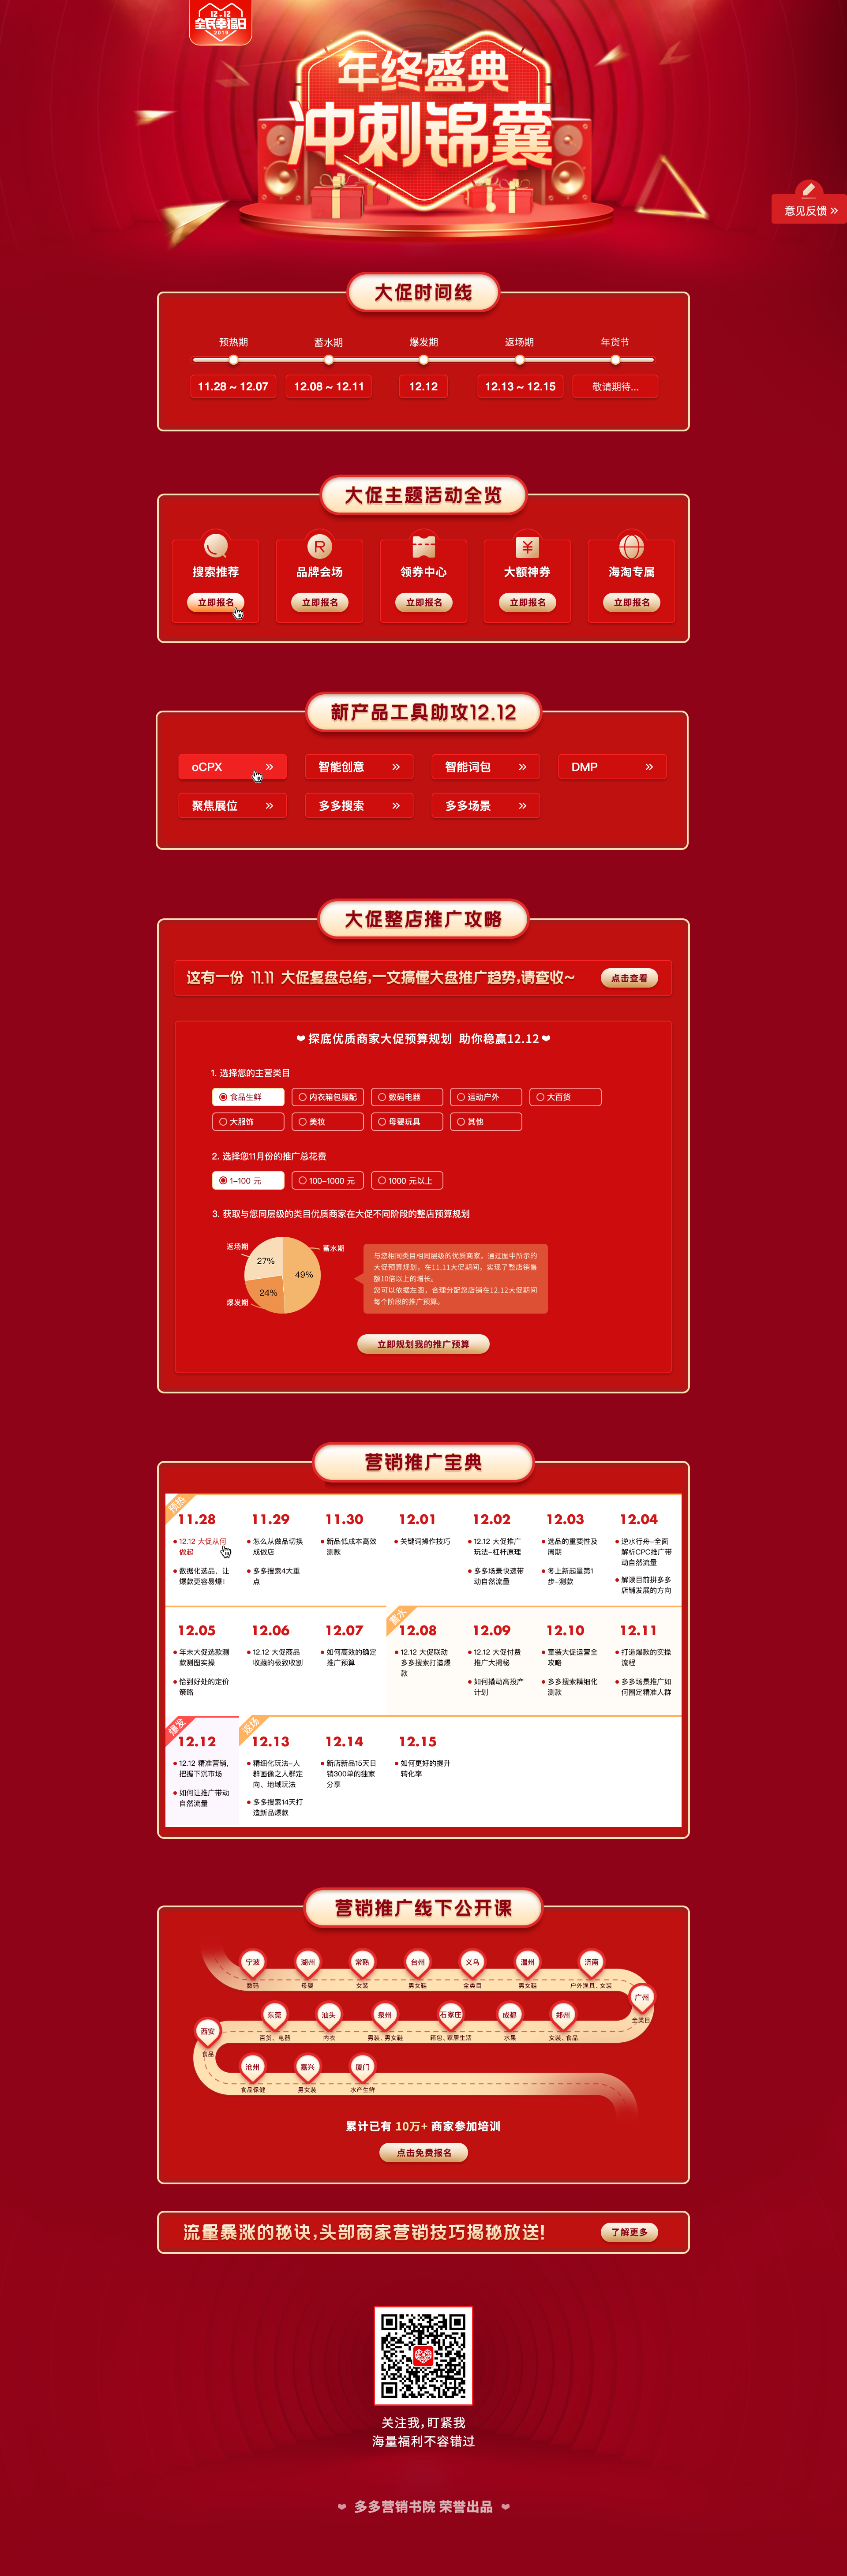 12·12
全民幸福日
2019
年终盛典
冲刺锦囊
意见反馈
大促时间线
预热期 蓄水期 爆发期 返场期 年货节
11.28 ~ 12.07 12.08 ~ 12.11 12.12 12.13 ~ 12.15 敬请期待...
大促主题活动全览
搜索推荐 品牌会场 领券中心 大额神券 海淘专属
立即报名 立即报名 立即报名 立即报名 立即报名
新产品工具助攻12.12
oCPX 智能创意 智能词包 DMP
聚焦展位 多多搜索 多多场景
大促整店推广攻略
这有一份 11.11 大促复盘总结,一文搞懂大盘推广趋势,请查收~
点击查看
探底优质商家大促预算规划 助你稳赢12.12
1. 选择您的主营类目
食品生鲜 内衣箱包服配 数码电器 运动户外 大百货
大服饰 美妆 母婴玩具 其他
2. 选择您11月份的推广总花费
1-100 元 100-1000 元 1000 元以上
3. 获取与您同层级的类目优质商家在大促不同阶段的整店预算规划
返场期 27%
蓄水期 49%
爆发期 24%
与您相同类目相同层级的优质商家，通过图中所示的
大促预算规划，在11.11大促期间，实现了整店销售
额10倍以上的增长。
您可以依据左图，合理分配您店铺在12.12大促期间
每个阶段的推广预算。
立即规划我的推广预算
营销推广宝典
预热
11.28
12.12 大促从何
做起
数据化选品，让
爆款更容易爆！
11.29
怎么从做品切换
成做店
多多搜索4大重
点
11.30
新品低成本高效
测款
12.01
关键词操作技巧
12.02
12.12 大促推广
玩法-杠杆原理
多多场景快速带
动自然流量
12.03
选品的重要性及
周期
冬上新起量第1
步-测款
12.04
逆水行舟-全面
解析CPC推广带
动自然流量
解读目前拼多多
店铺发展的方向
12.05
年末大促选款测
款测图实操
恰到好处的定价
策略
12.06
12.12 大促商品
收藏的极致收割
12.07
如何高效的确定
推广预算
蓄水
12.08
12.12 大促联动
多多搜索打造爆
款
12.09
12.12 大促付费
推广大揭秘
如何撬动高投产
计划
12.10
童装大促运营全
攻略
多多搜索精细化
测款
12.11
打造爆款的实操
流程
多多场景推广如
何圈定精准人群
爆发
12.12
12.12 精准营销,
把握下沉市场
如何让推广带动
自然流量
返场
12.13
精细化玩法-人
群画像之人群定
向、地域玩法
多多搜索14天打
造新品爆款
12.14
新店新品15天日
销300单的独家
分享
12.15
如何更好的提升
转化率
营销推广线下公开课
宁波 湖州 常熟 台州 义乌 温州 济南
数码 母婴 女装 男女鞋 全类目 男女鞋 户外渔具、女装
广州
全类目
东莞 汕头 泉州 石家庄 成都 郑州
百货、电器 内衣 男装、男女鞋 箱包、家居生活 水果 女装、食品
西安
食品
沧州 嘉兴 厦门
食品保健 男女装 水产生鲜
累计已有 10万+ 商家参加培训
点击免费报名
流量暴涨的秘诀,头部商家营销技巧揭秘放送!
了解更多
关注我，盯紧我
海量福利不容错过
多多营销书院 荣誉出品